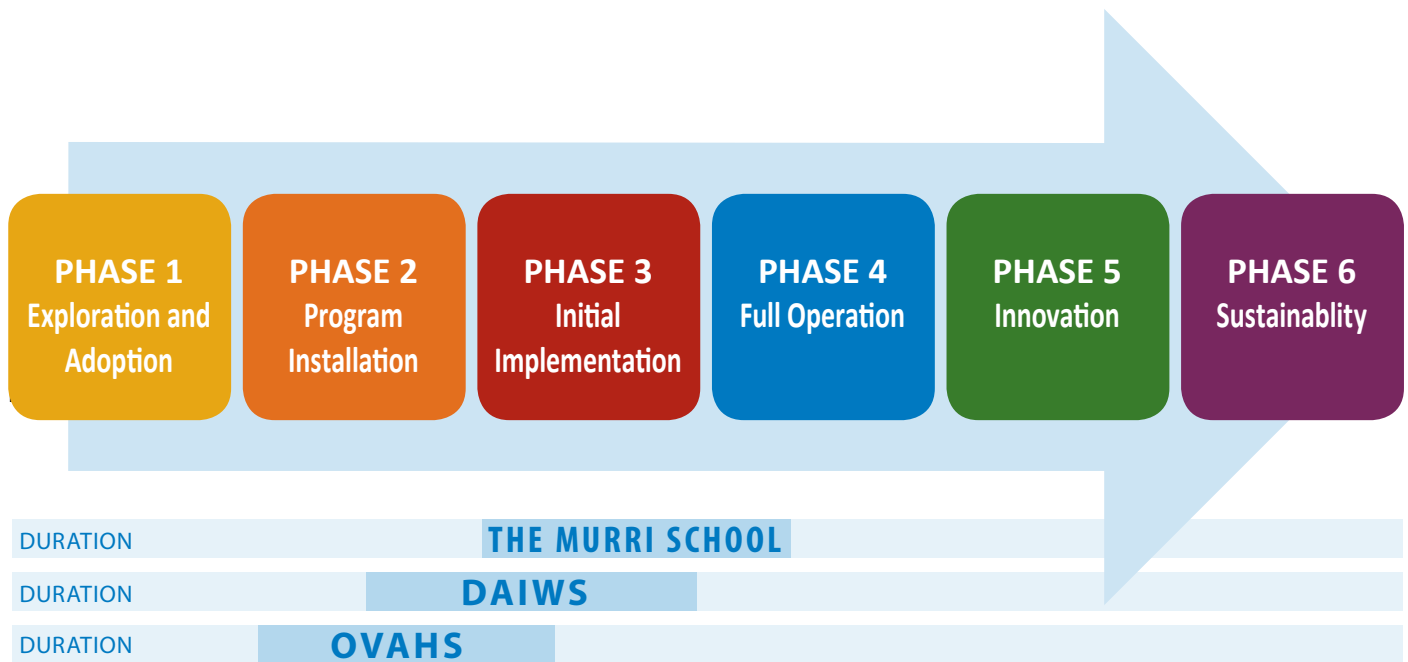 PHASE 1
Exploration and
Adoption
PHASE 2
Program
Installation
PHASE 3
Initial
Implementation
PHASE 4
Full Operation
PHASE 5
Innovation
PHASE 6
Sustainablity
DURATION
THE MURRI SCHOOL
DURATION
DAIWS
DURATION
OVAHS